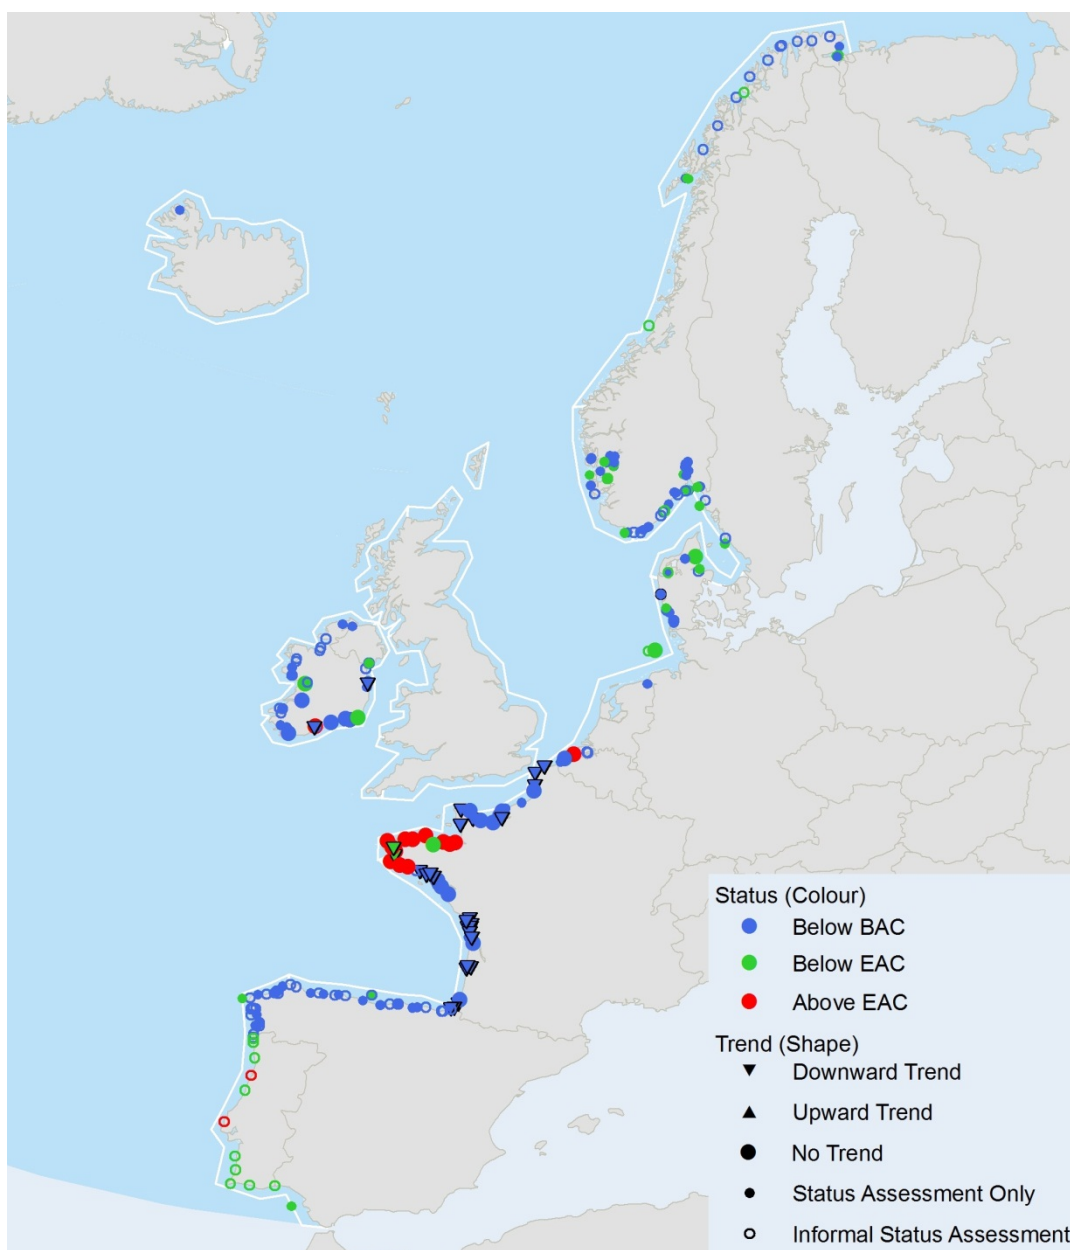 Status (Colour)
Below BAC
Below EAC
Above EAC
Trend (Shape)
Downward Trend
Upward Trend
No Trend
Status Assessment Only
Informal Status Assessment